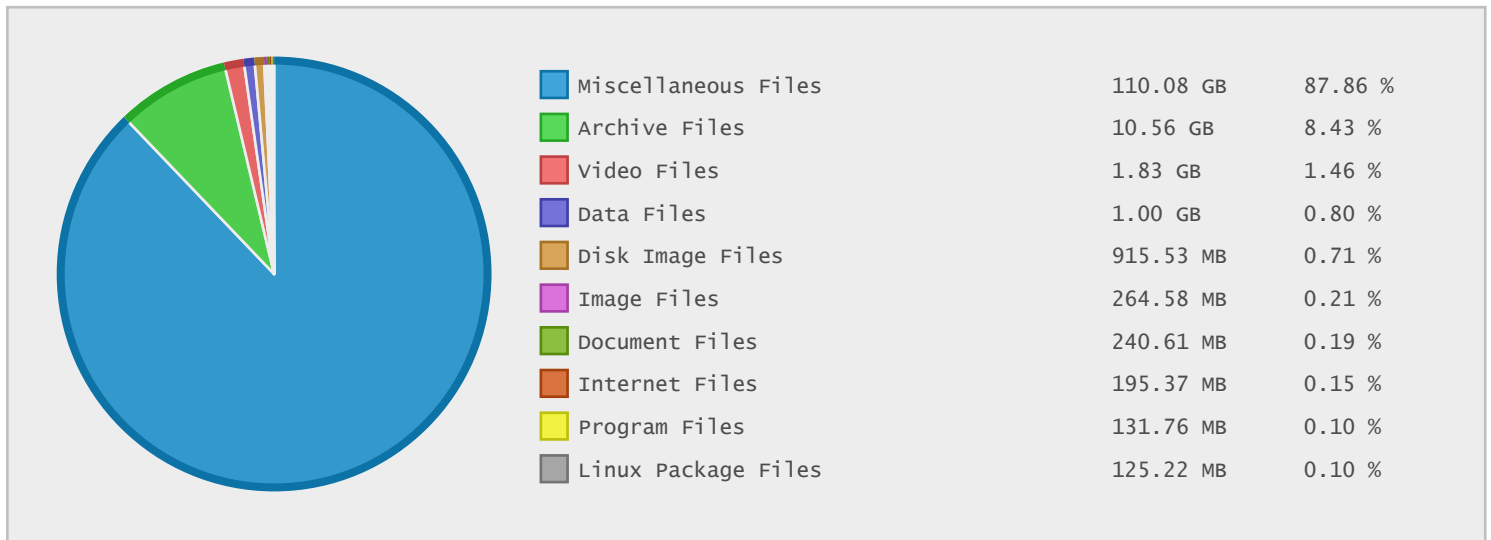 Miscellaneous Files 110.08 GB 87.86 %
Archive Files 10.56 GB 8.43 %
Video Files 1.83 GB 1.46 %
Data Files 1.00 GB 0.80 %
Disk Image Files 915.53 MB 0.71 %
Image Files 264.58 MB 0.21 %
Document Files 240.61 MB 0.19 %
Internet Files 195.37 MB 0.15 %
Program Files 131.76 MB 0.10 %
Linux Package Files 125.22 MB 0.10 %